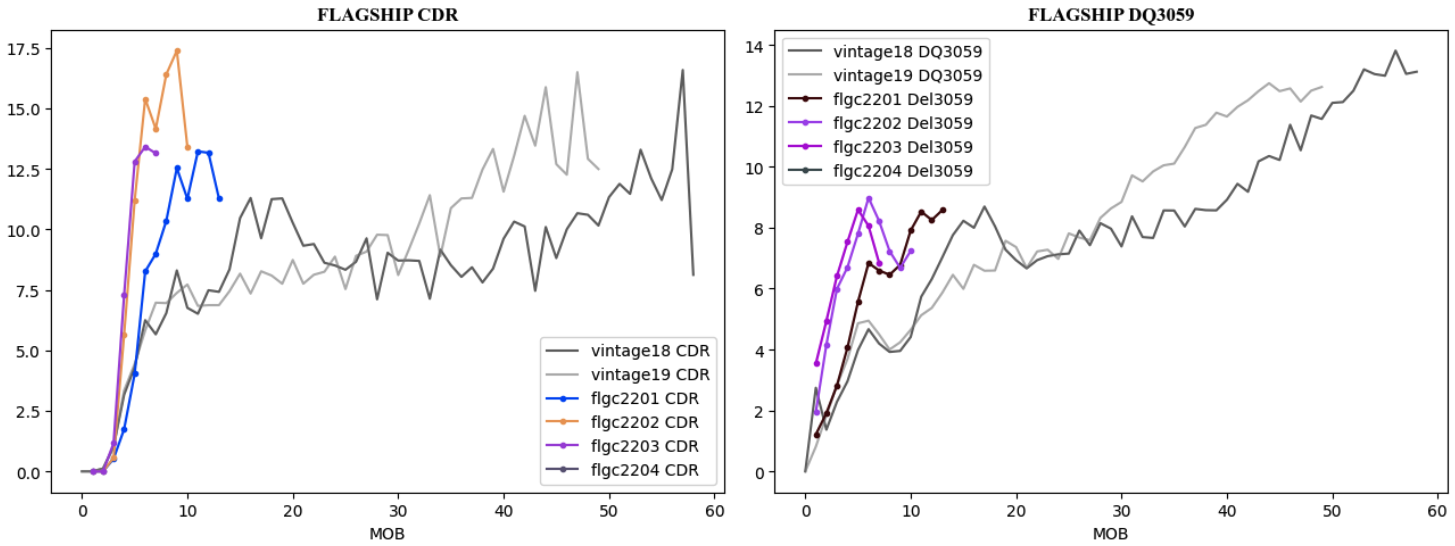 FLAGSHIP CDR
17.5
15.0
12.5
10.0
7.5
5.0
2.5
0.0
0 10 20 30 40 50 60
MOB
vintage18 CDR
vintage19 CDR
flgc2201 CDR
flgc2202 CDR
flgc2203 CDR
flgc2204 CDR
FLAGSHIP DQ3059
14
12
10
8
6
4
2
0
0 10 20 30 40 50 60
MOB
vintage18 DQ3059
vintage19 DQ3059
flgc2201 Del3059
flgc2202 Del3059
flgc2203 Del3059
flgc2204 Del3059